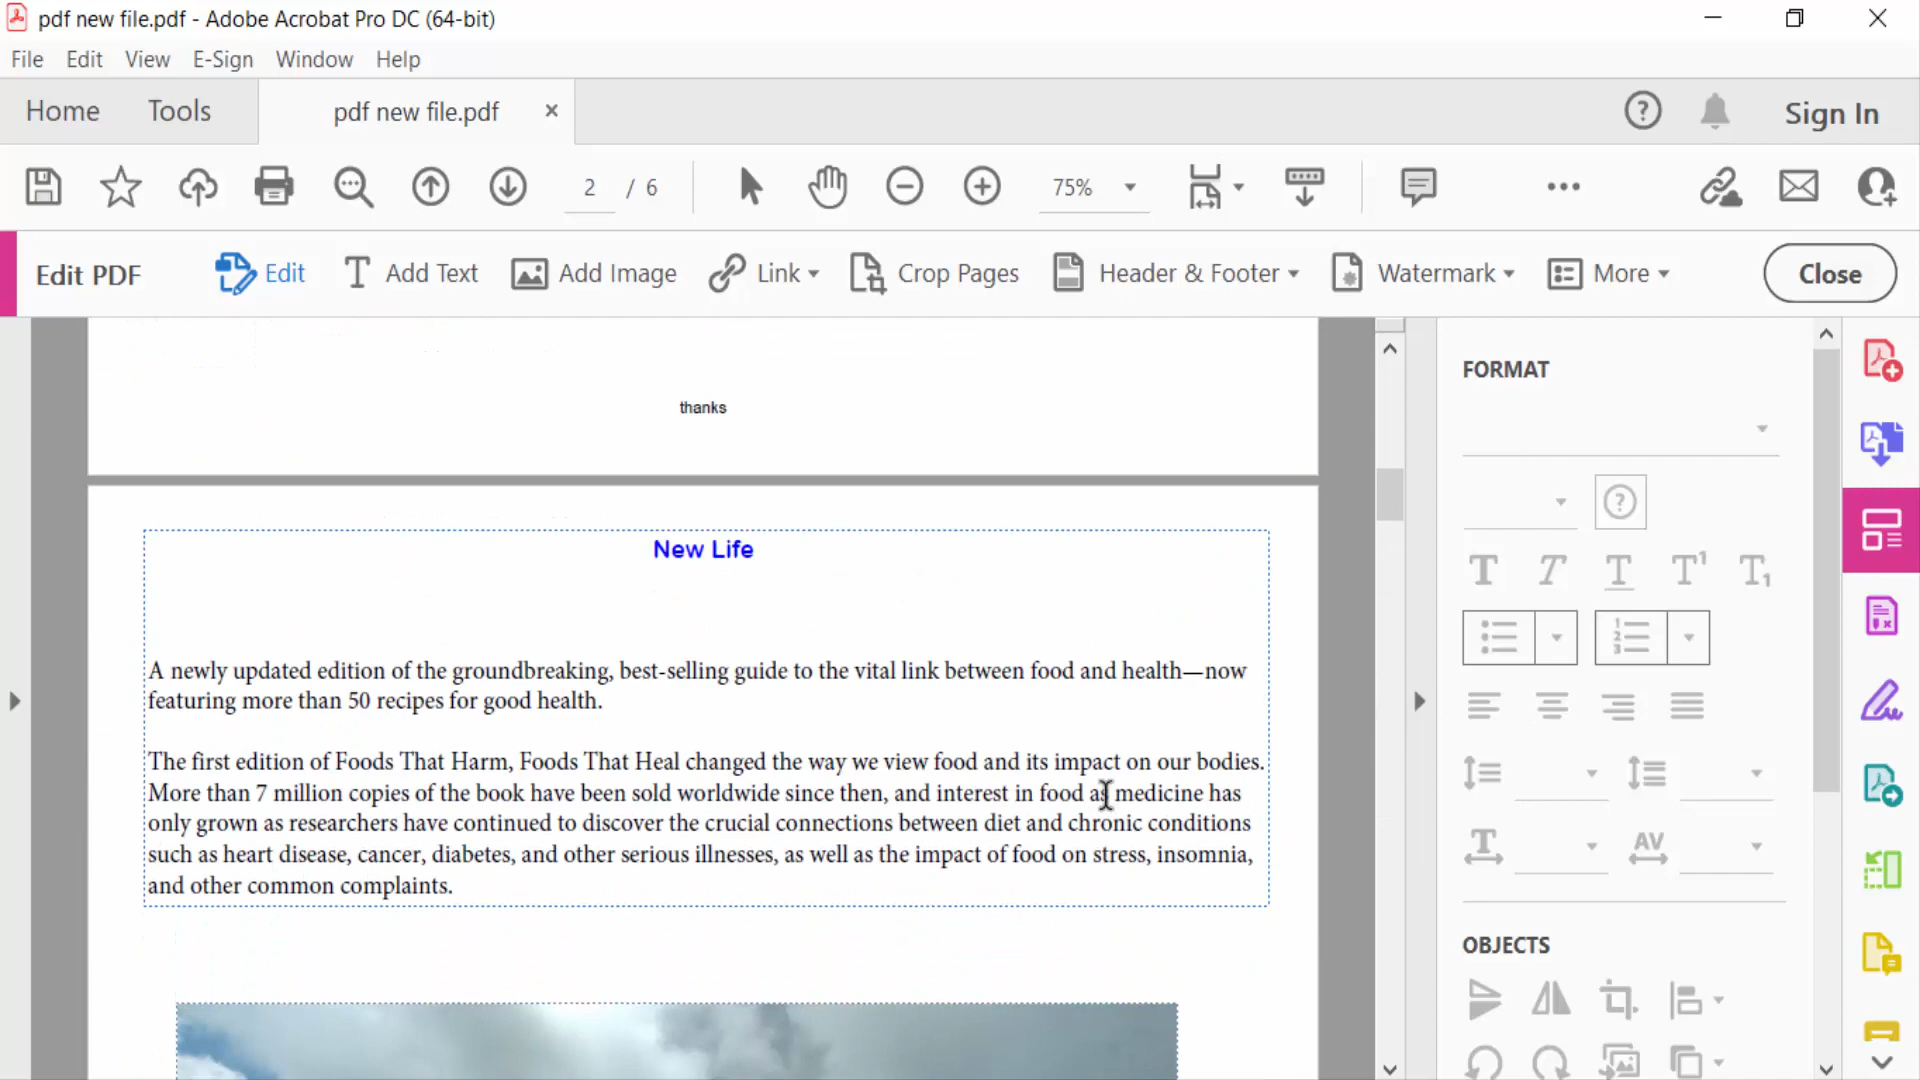 pdf new file.pdf - Adobe Acrobat Pro DC (64-bit)
File Edit View E-Sign Window Help
Home Tools pdf new file.pdf × Sign In
2 / 6 75%
Edit PDF Edit Add Text Add Image Link Crop Pages Header & Footer Watermark More Close
thanks
New Life
A newly updated edition of the groundbreaking, best-selling guide to the vital link between food and health—now
featuring more than 50 recipes for good health.
The first edition of Foods That Harm, Foods That Heal changed the way we view food and its impact on our bodies.
More than 7 million copies of the book have been sold worldwide since then, and interest in food as medicine has
only grown as researchers have continued to discover the crucial connections between diet and chronic conditions
such as heart disease, cancer, diabetes, and other serious illnesses, as well as the impact of food on stress, insomnia,
and other common complaints.
FORMAT
OBJECTS